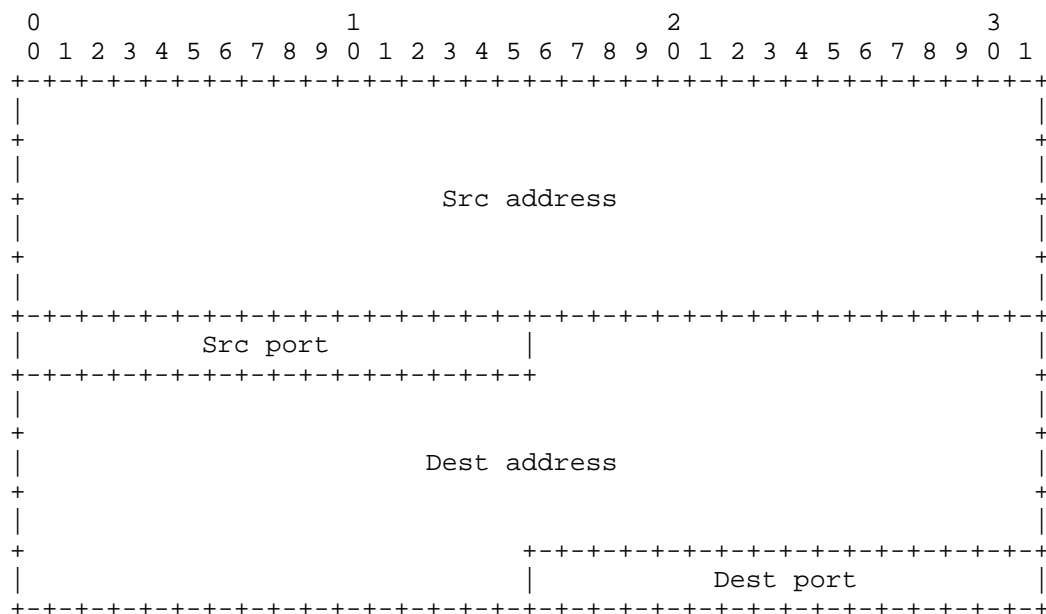 0                   1                   2                   3
0 1 2 3 4 5 6 7 8 9 0 1 2 3 4 5 6 7 8 9 0 1 2 3 4 5 6 7 8 9 0 1
+-+-+-+-+-+-+-+-+-+-+-+-+-+-+-+-+-+-+-+-+-+-+-+-+-+-+-+-+-+-+-+-+
|                                                               |
+                                                               +
|                                                               |
+                          Src address                          +
|                                                               |
+                                                               +
|                                                               |
+-+-+-+-+-+-+-+-+-+-+-+-+-+-+-+-+-+-+-+-+-+-+-+-+-+-+-+-+-+-+-+-+
|           Src port            |                               |
+-+-+-+-+-+-+-+-+-+-+-+-+-+-+-+-+                               +
|                                                               |
+                                                               +
|                         Dest address                          |
+                                                               +
|                                                               |
+                               +-+-+-+-+-+-+-+-+-+-+-+-+-+-+-+-+
|                               |           Dest port           |
+-+-+-+-+-+-+-+-+-+-+-+-+-+-+-+-+-+-+-+-+-+-+-+-+-+-+-+-+-+-+-+-+